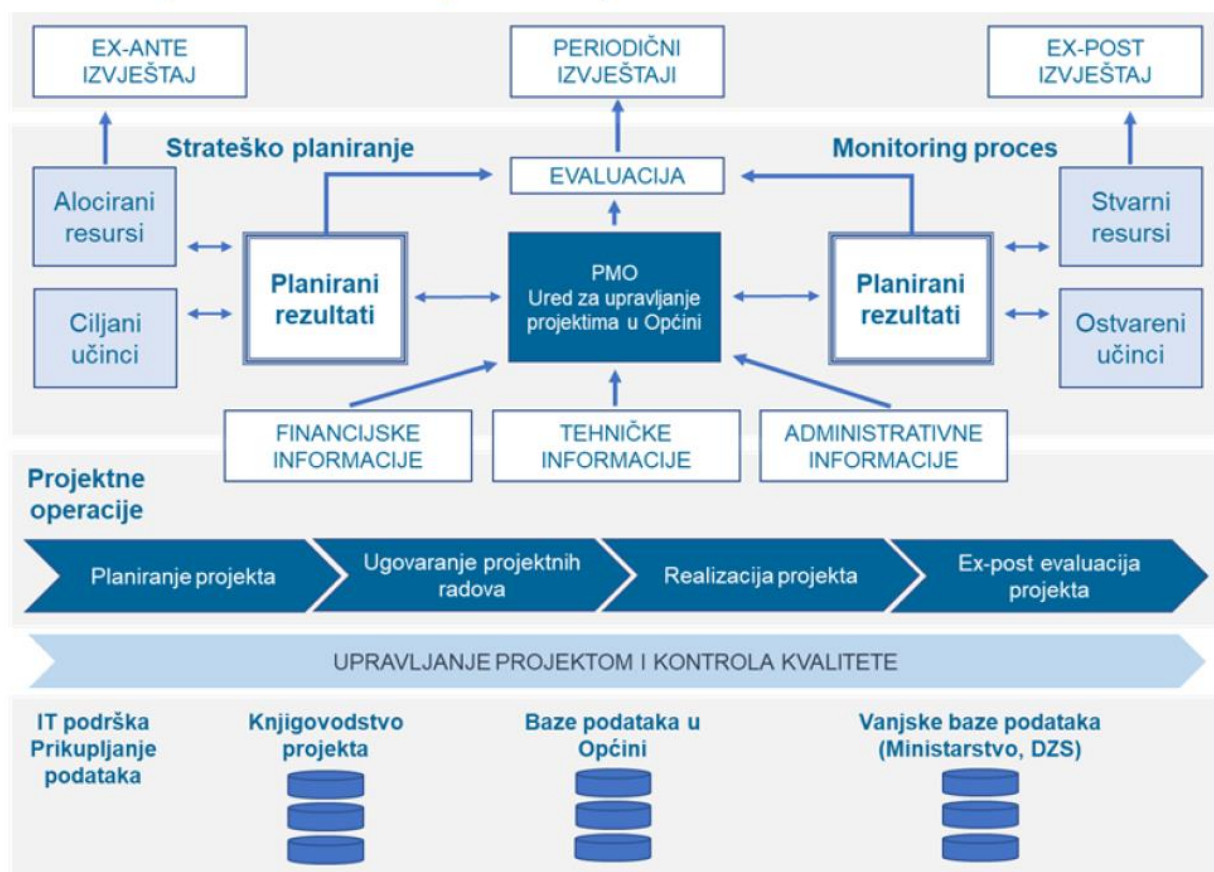 EX-ANTE
IZVJEŠTAJ
PERIODIČNI
IZVJEŠTAJI
EX-POST
IZVJEŠTAJ
Strateško planiranje
Monitoring proces
EVALUACIJA
Alocirani
resursi
Stvarni
resursi
Planirani
rezultati
PMO
Ured za upravljanje
projektima u Općini
Planirani
rezultati
Ciljani
učinci
Ostvareni
učinci
FINANCIJSKE
INFORMACIJE
TEHNIČKE
INFORMACIJE
ADMINISTRATIVNE
INFORMACIJE
Projektne
operacije
Planiranje projekta
Ugovaranje projektnih
radova
Realizacija projekta
Ex-post evaluacija
projekta
UPRAVLJANJE PROJEKTOM I KONTROLA KVALITETE
IT podrška
Prikupljanje
podataka
Knjigovodstvo
projekta
Baze podataka u
Općini
Vanjske baze podataka
(Ministarstvo, DZS)